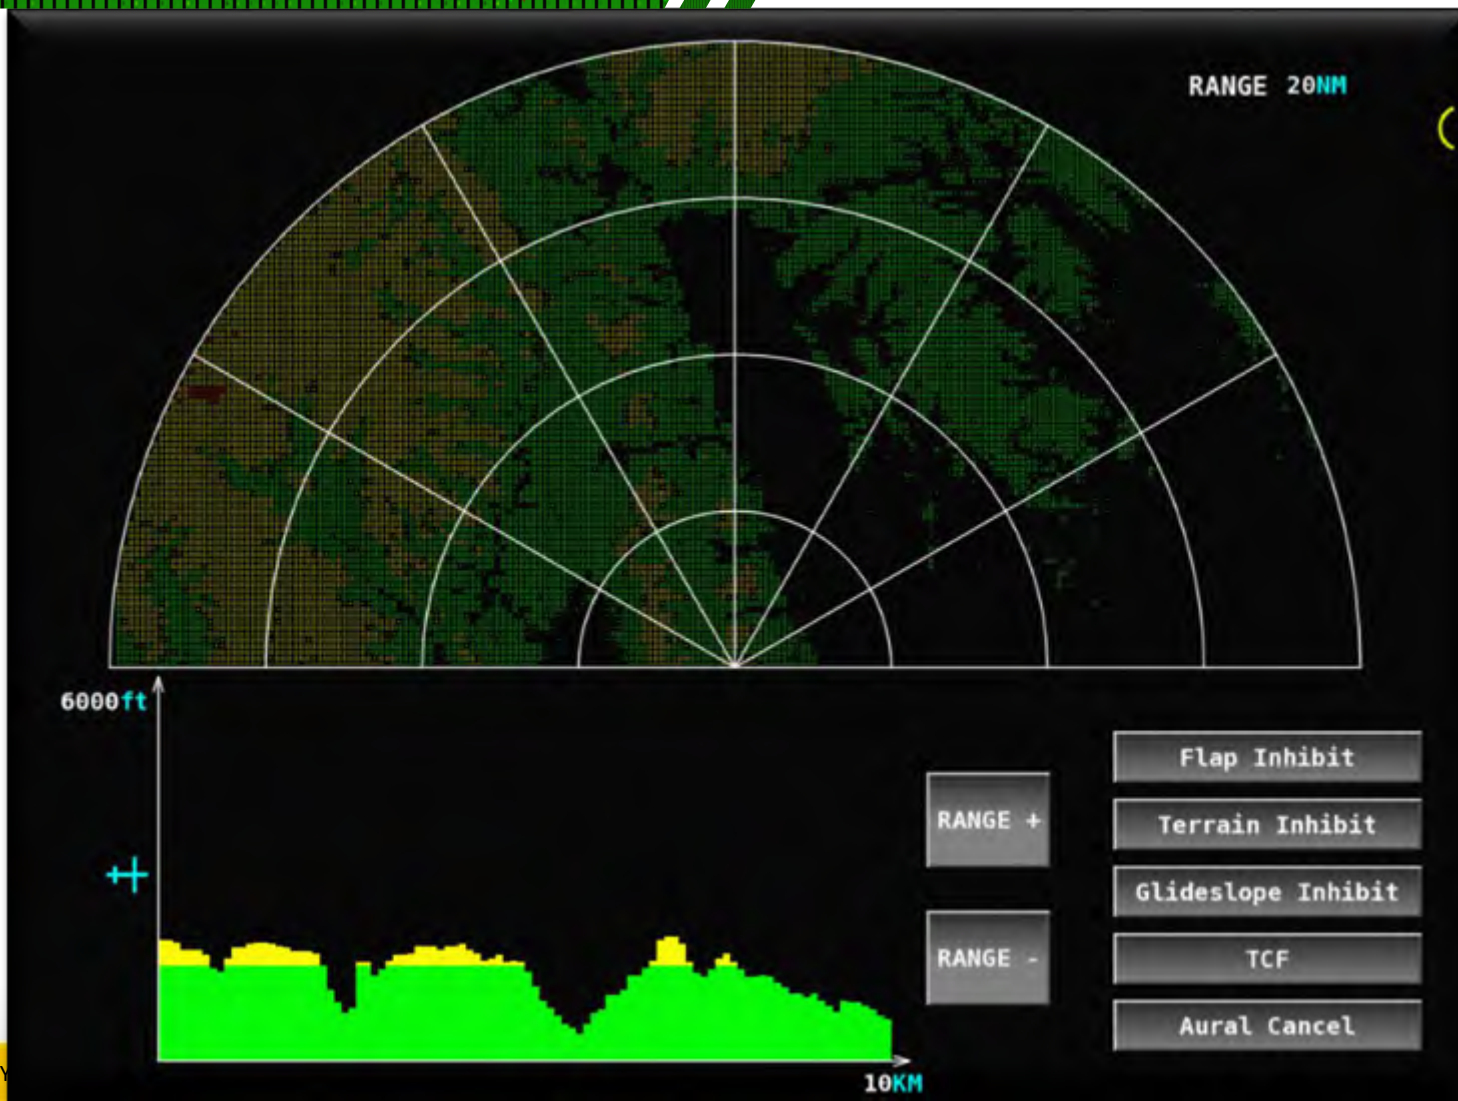 RANGE 20NM
6000ft
RANGE +
RANGE -
Flap Inhibit
Terrain Inhibit
Glideslope Inhibit
TCF
Aural Cancel
10KM
Y